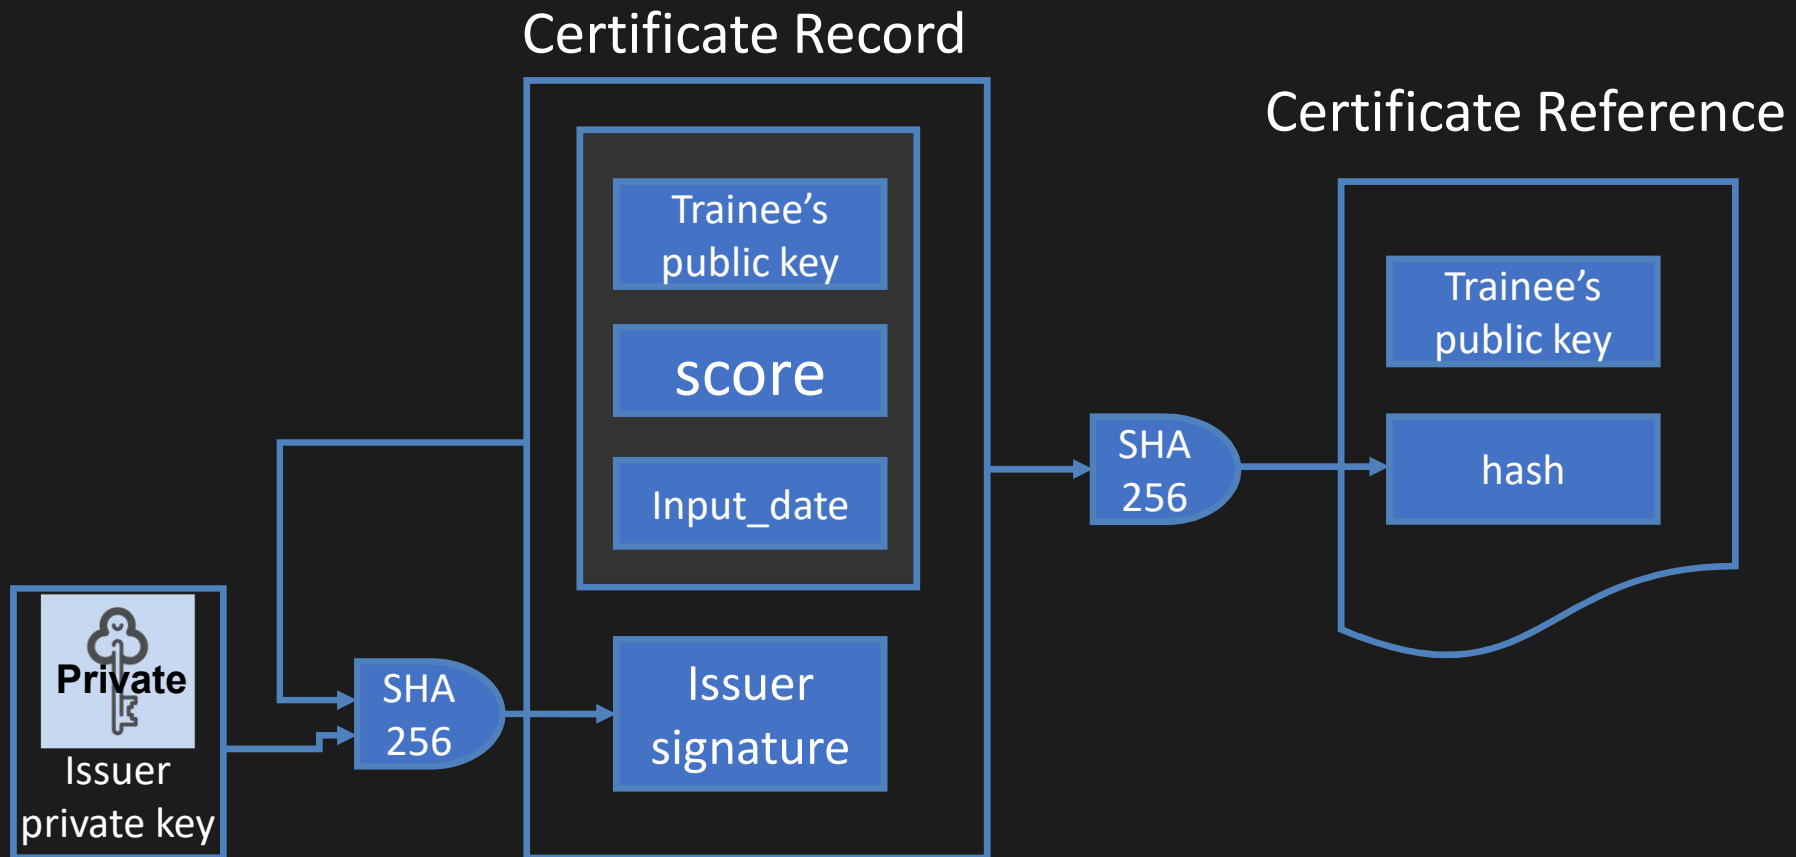 Certificate Record
Certificate Reference
Trainee’s
public key
score
Input_date
Issuer
signature
Private
Issuer
private key
SHA
256
SHA
256
Trainee’s
public key
hash